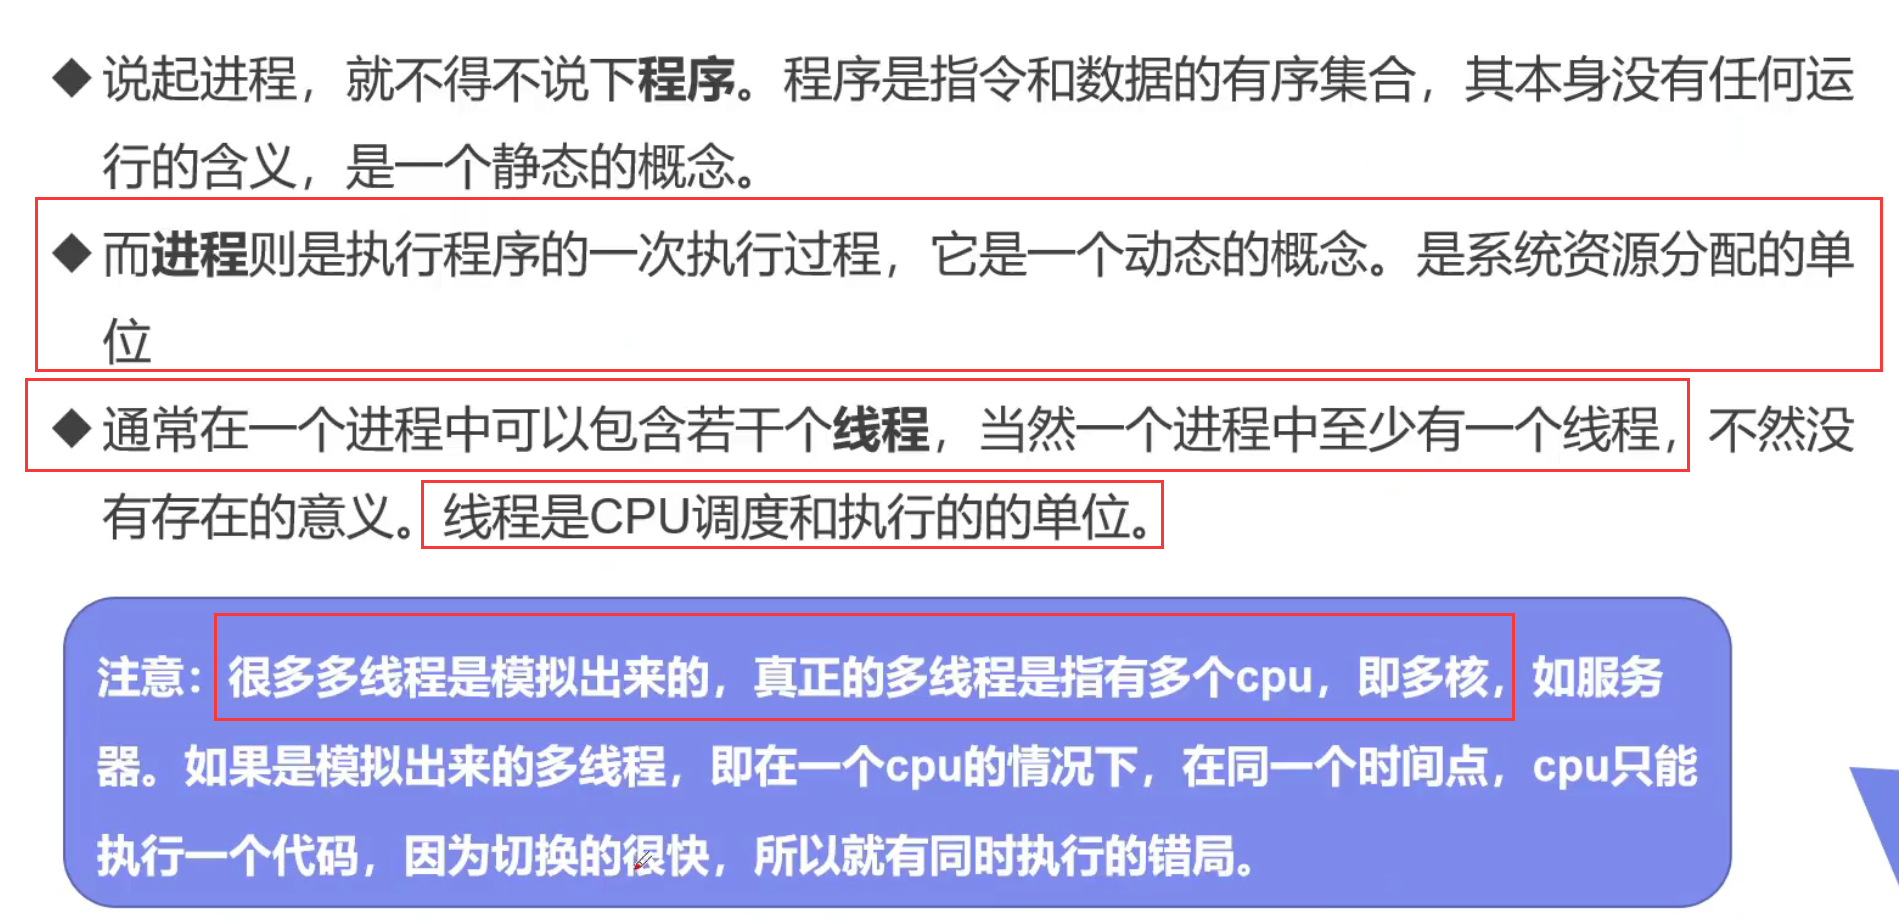 ◆ 说起进程，就不得不说下程序。程序是指令和数据的有序集合，其本身没有任何运
行的含义，是一个静态的概念。
◆ 而进程则是执行程序的一次执行过程，它是一个动态的概念。是系统资源分配的单
位
◆ 通常在一个进程中可以包含若干个线程，当然一个进程中至少有一个线程，不然没
有存在的意义。线程是CPU调度和执行的的单位。
注意：很多多线程是模拟出来的，真正的多线程是指有多个cpu，即多核，如服务
器。如果是模拟出来的多线程，即在一个cpu的情况下，在同一个时间点，cpu只能
执行一个代码，因为切换的很快，所以就有同时执行的错局。